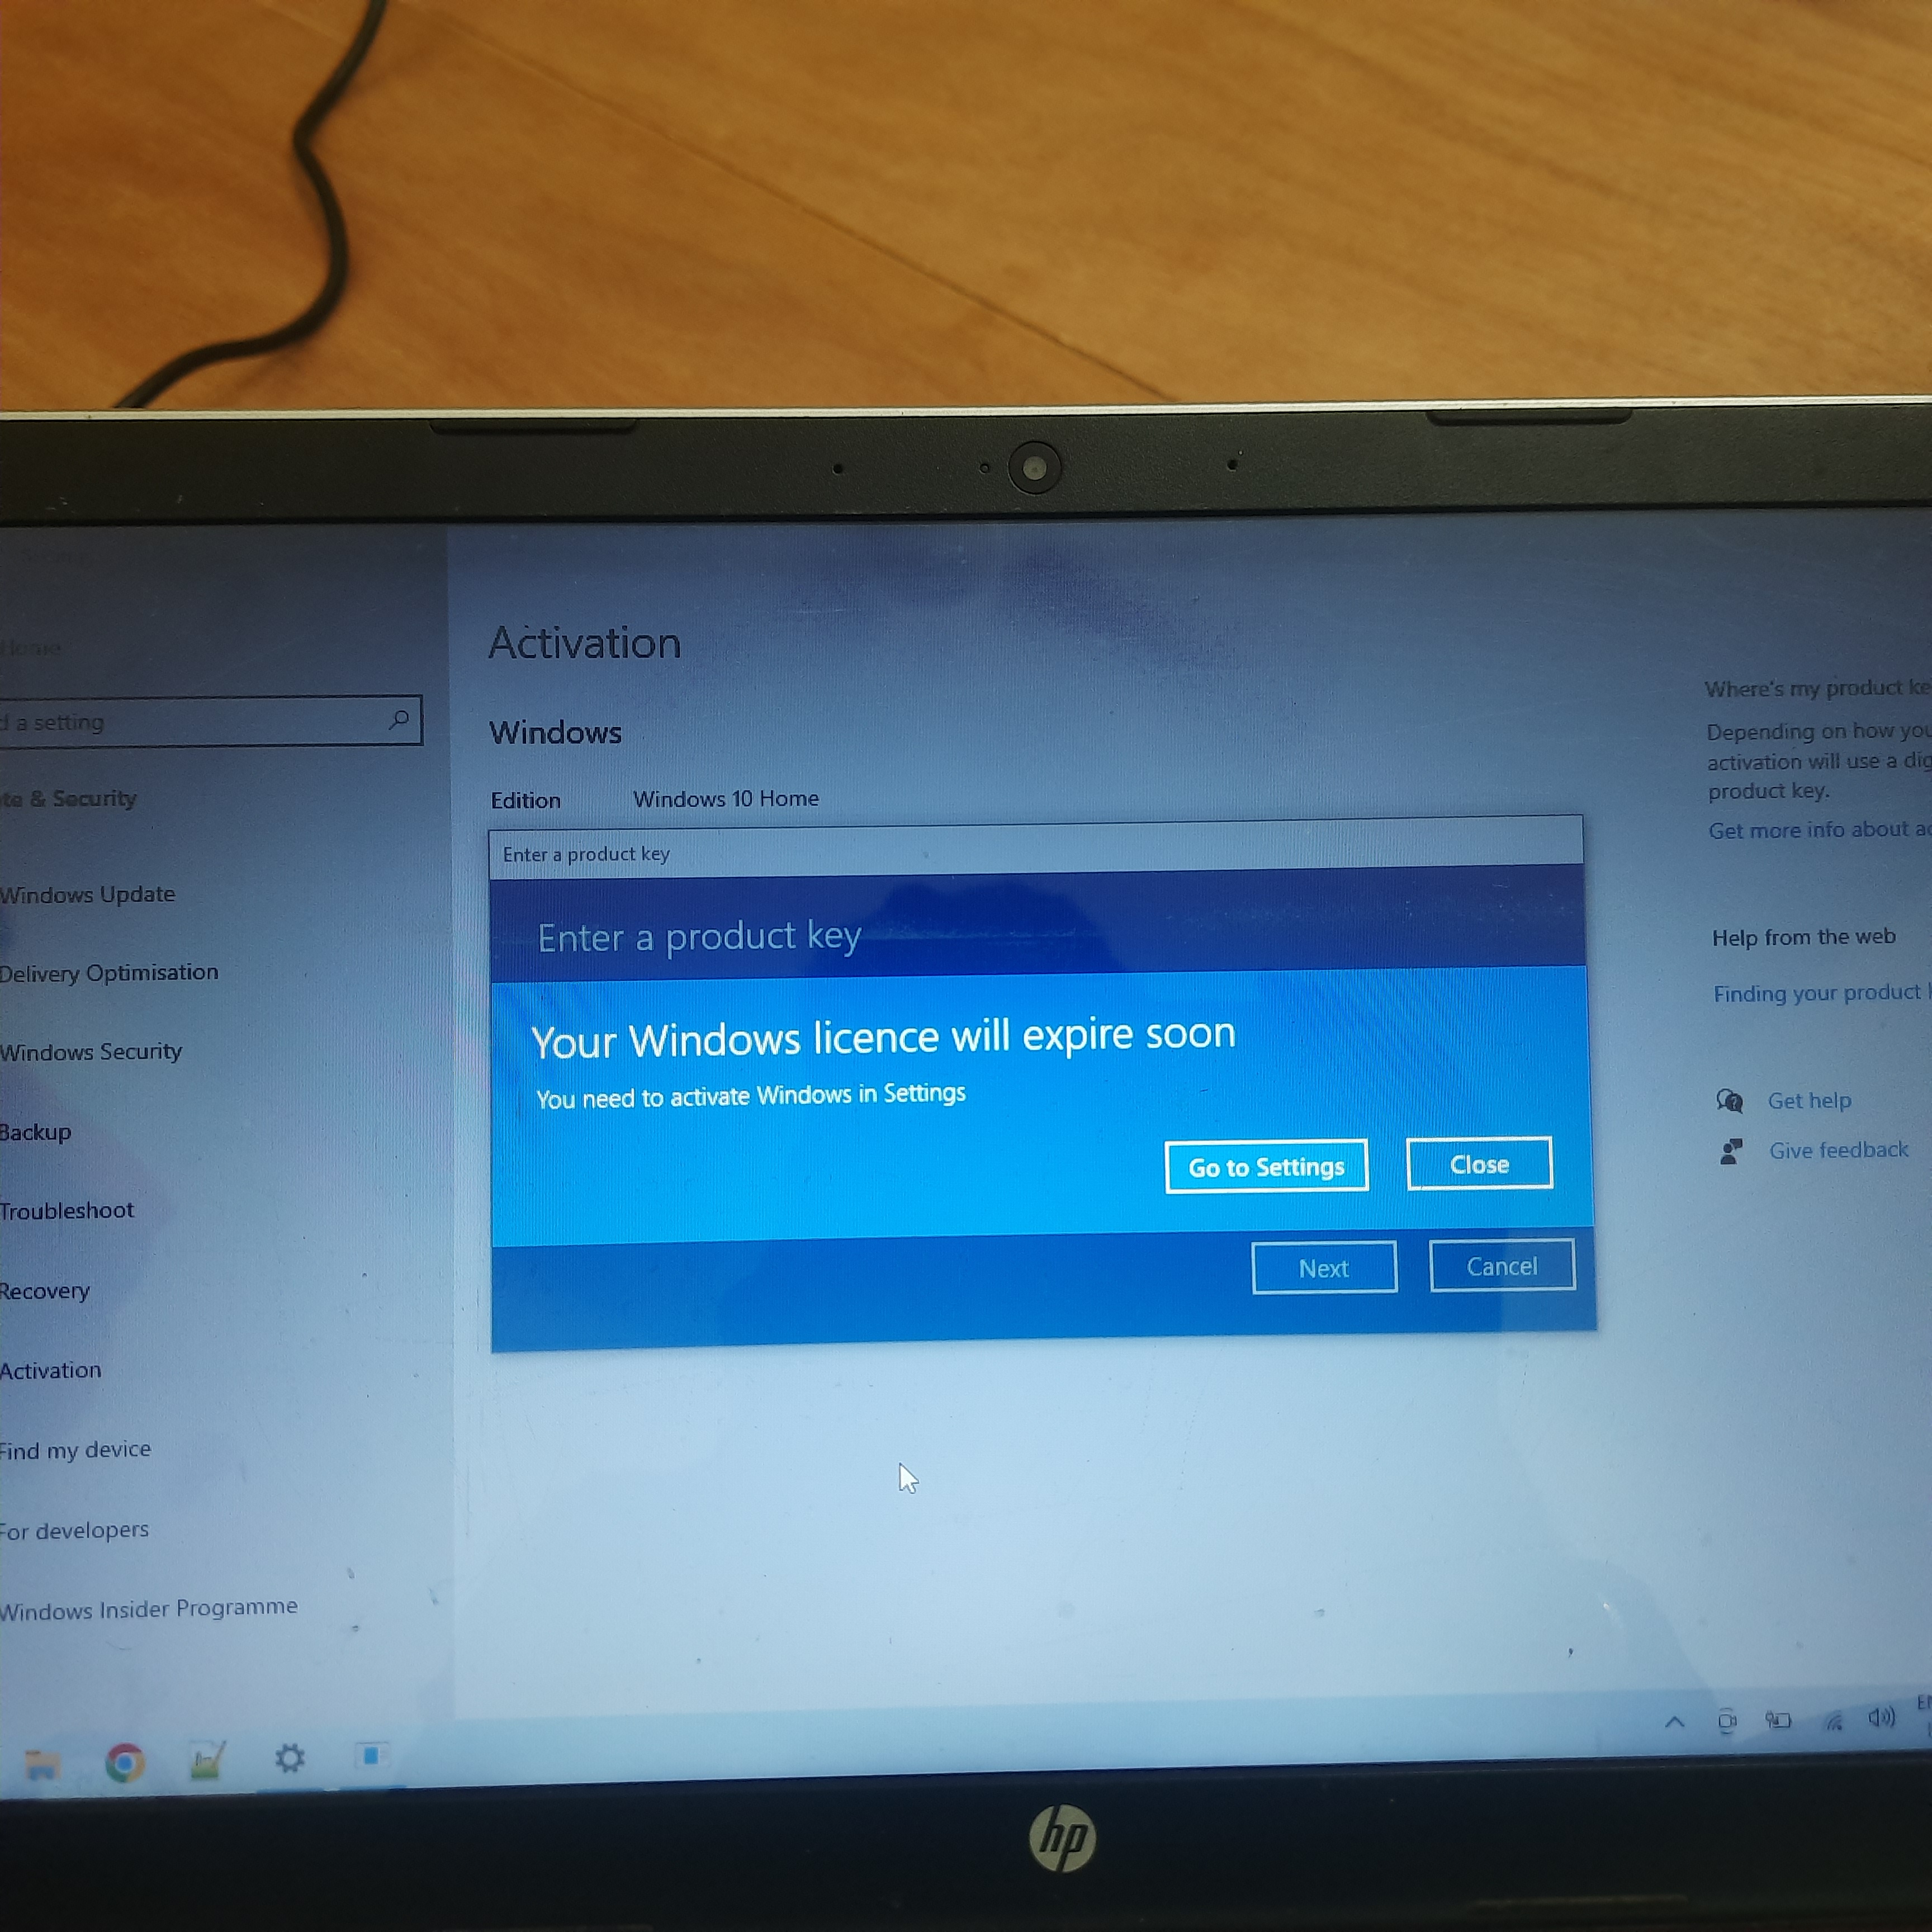 Home
a setting
& Security
Windows Update
Delivery Optimisation
Windows Security
Backup
Troubleshoot
Recovery
Activation
Find my device
For developers
Windows Insider Programme
Activation
Windows
Edition Windows 10 Home
Enter a product key
Enter a product key
Your Windows licence will expire soon
You need to activate Windows in Settings
Go to Settings Close
Next Cancel
Where's my product
Depending on how you
activation will use a
product key.
Get more info about
Help from the web
Finding your product
Get help
Give feedback
hp